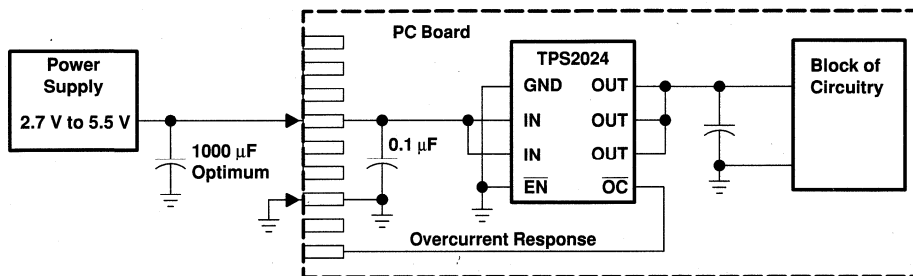 PC Board
Power
Supply
2.7 V to 5.5 V
1000 μF
Optimum
0.1 μF
TPS2024
GND OUT
IN OUT
IN OUT
EN OC
Block of
Circuitry
Overcurrent Response